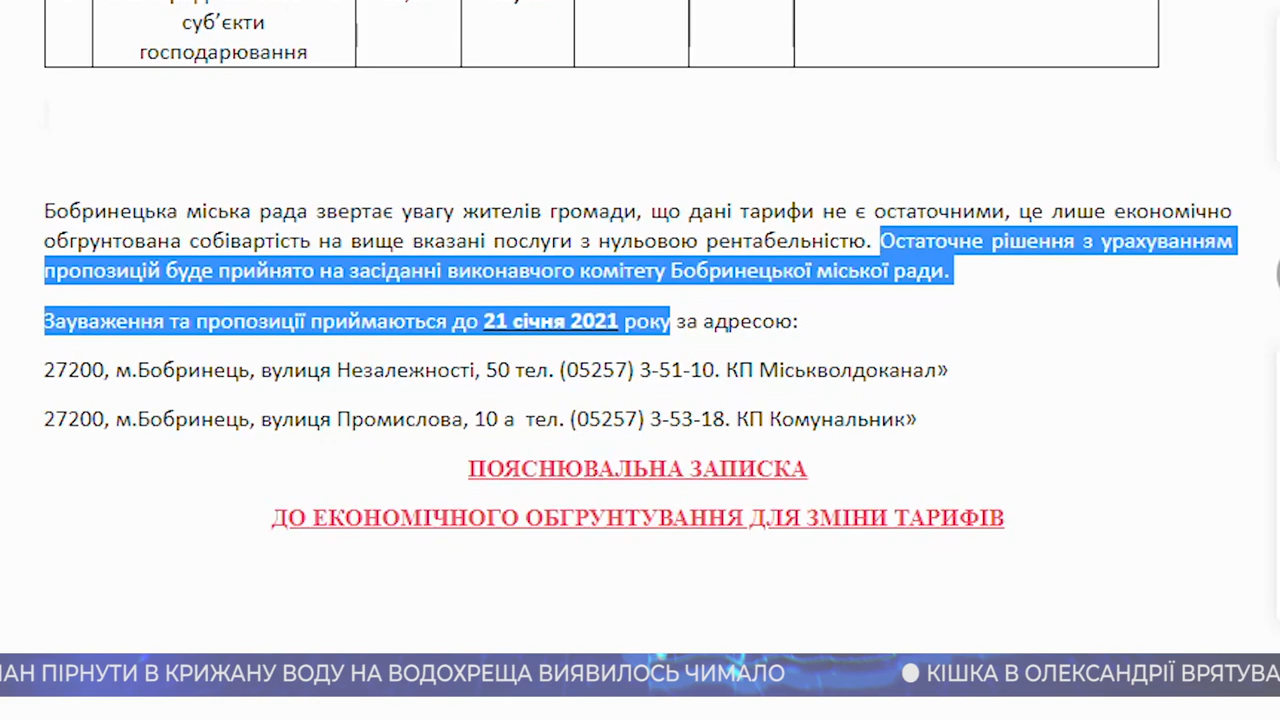 суб’єкти
господарювання
Бобринецька міська рада звертає увагу жителів громади, що дані тарифи не є остаточними, це лише економічно
обгрунтована собівартість на вище вказані послуги з нульовою рентабельністю. Остаточне рішення з урахуванням
пропозицій буде прийнято на засіданні виконавчого комітету Бобринецької міської ради.
Зауваження та пропозиції приймаються до 21 січня 2021 року за адресою:
27200, м.Бобринець, вулиця Незалежності, 50 тел. (05257) 3-51-10. КП Міськволдоканал»
27200, м.Бобринець, вулиця Промислова, 10 а тел. (05257) 3-53-18. КП Комунальник»
ПОЯСНЮВАЛЬНА ЗАПИСКА
ДО ЕКОНОМІЧНОГО ОБГРУНТУВАННЯ ДЛЯ ЗМІНИ ТАРИФІВ
ПІРНУТИ В КРИЖАНУ ВОДУ НА ВОДОХРЕЩА ВИЯВИЛОСЬ ЧИМАЛО ● КІШКА В ОЛЕКСАНДРІЇ ВРЯТУВА